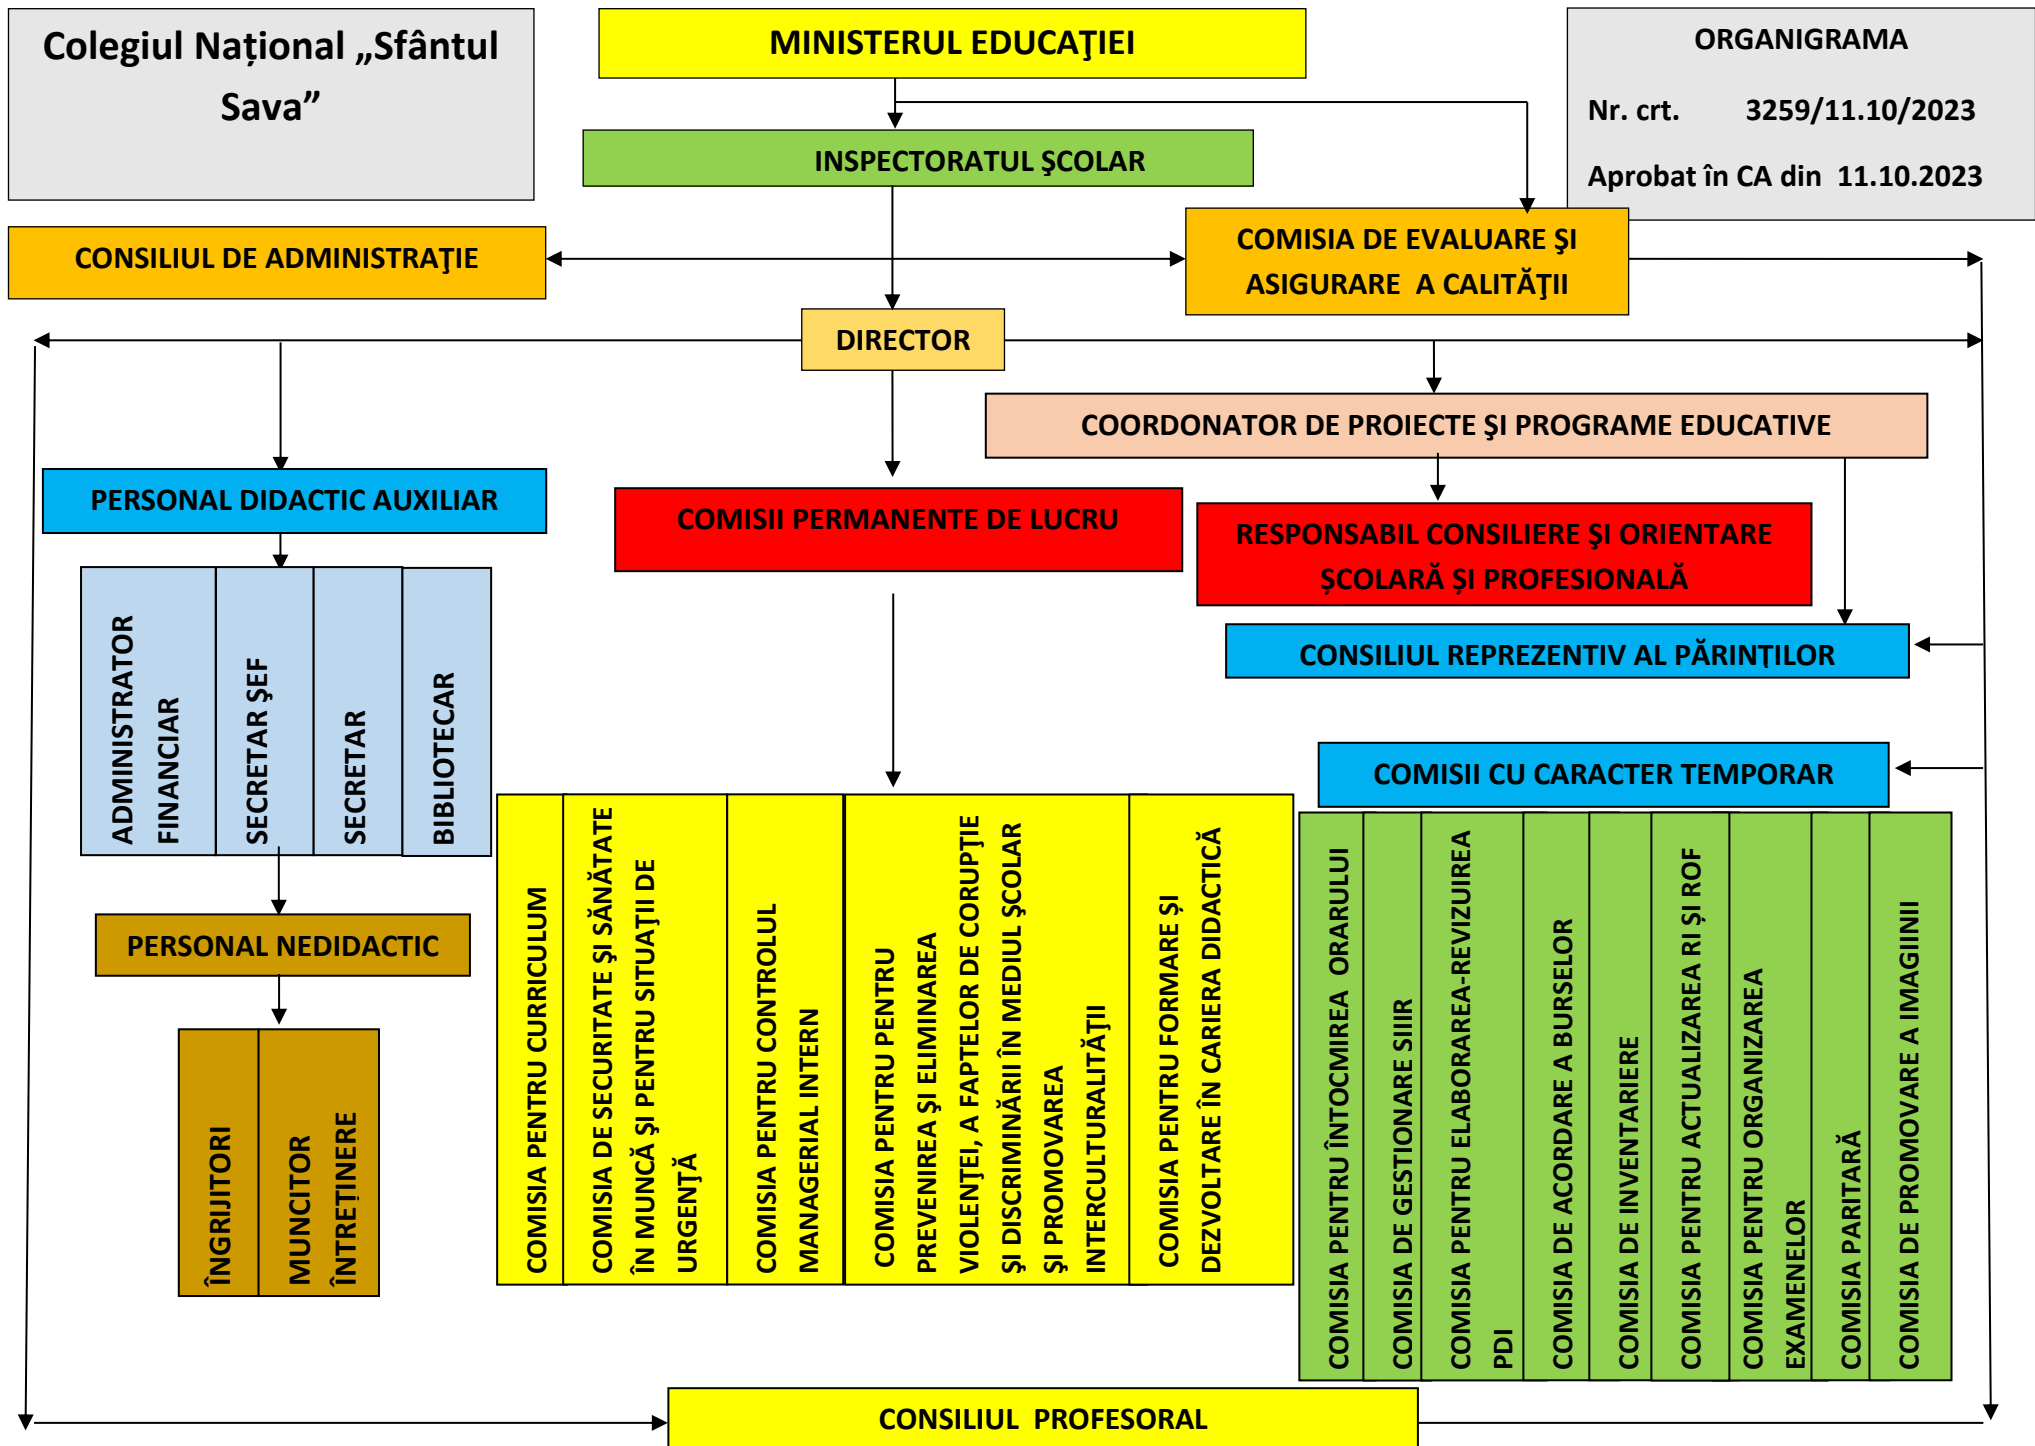 Colegiul Național „Sfântul
Sava”
MINISTERUL EDUCAŢIEI
ORGANIGRAMA
Nr. crt. 3259/11.10/2023
Aprobat în CA din 11.10.2023
INSPECTORATUL ŞCOLAR
CONSILIUL DE ADMINISTRAŢIE
COMISIA DE EVALUARE ŞI
ASIGURARE A CALITĂŢII
DIRECTOR
COORDONATOR DE PROIECTE ŞI PROGRAME EDUCATIVE
PERSONAL DIDACTIC AUXILIAR
COMISII PERMANENTE DE LUCRU
RESPONSABIL CONSILIERE ŞI ORIENTARE
ȘCOLARĂ ȘI PROFESIONALĂ
CONSILIUL REPREZENTIV AL PĂRINŢILOR
ADMINISTRATOR
FINANCIAR
SECRETAR ŞEF
SECRETAR
BIBLIOTECAR
COMISII CU CARACTER TEMPORAR
PERSONAL NEDIDACTIC
ÎNGRIJITORI
MUNCITOR
ÎNTREȚINERE
COMISIA PENTRU CURRICULUM
COMISIA DE SECURITATE ŞI SĂNĂTATE
ÎN MUNCĂ ŞI PENTRU SITUAŢII DE
URGENŢĂ
COMISIA PENTRU CONTROLUL
MANAGERIAL INTERN
COMISIA PENTRU PENTRU
PREVENIREA ŞI ELIMINAREA
VIOLENŢEI, A FAPTELOR DE CORUPŢIE
ŞI DISCRIMINĂRII ÎN MEDIUL ŞCOLAR
ŞI PROMOVAREA
INTERCULTURALITĂŢII
COMISIA PENTRU FORMARE ȘI
DEZVOLTARE ÎN CARIERA DIDACTICĂ
COMISIA PENTRU ÎNTOCMIREA ORARULUI
COMISIA DE GESTIONARE SIIIR
COMISIA PENTRU ELABORAREA-REVIZUIREA
PDI
COMISIA DE ACORDARE A BURSELOR
COMISIA DE INVENTARIERE
COMISIA PENTRU ACTUALIZAREA RI ȘI ROF
COMISIA PENTRU ORGANIZAREA
EXAMENELOR
COMISIA PARITARĂ
COMISIA DE PROMOVARE A IMAGIINII
CONSILIUL PROFESORAL